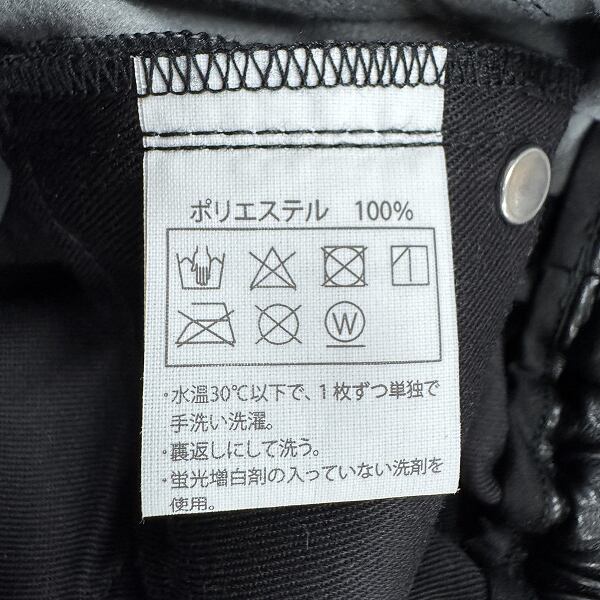 ポリエステル 100%
W
・水温30℃以下で、1枚ずつ単独で
手洗い洗濯。
・裏返しにして洗う。
・蛍光増白剤の入っていない洗剤を
使用。